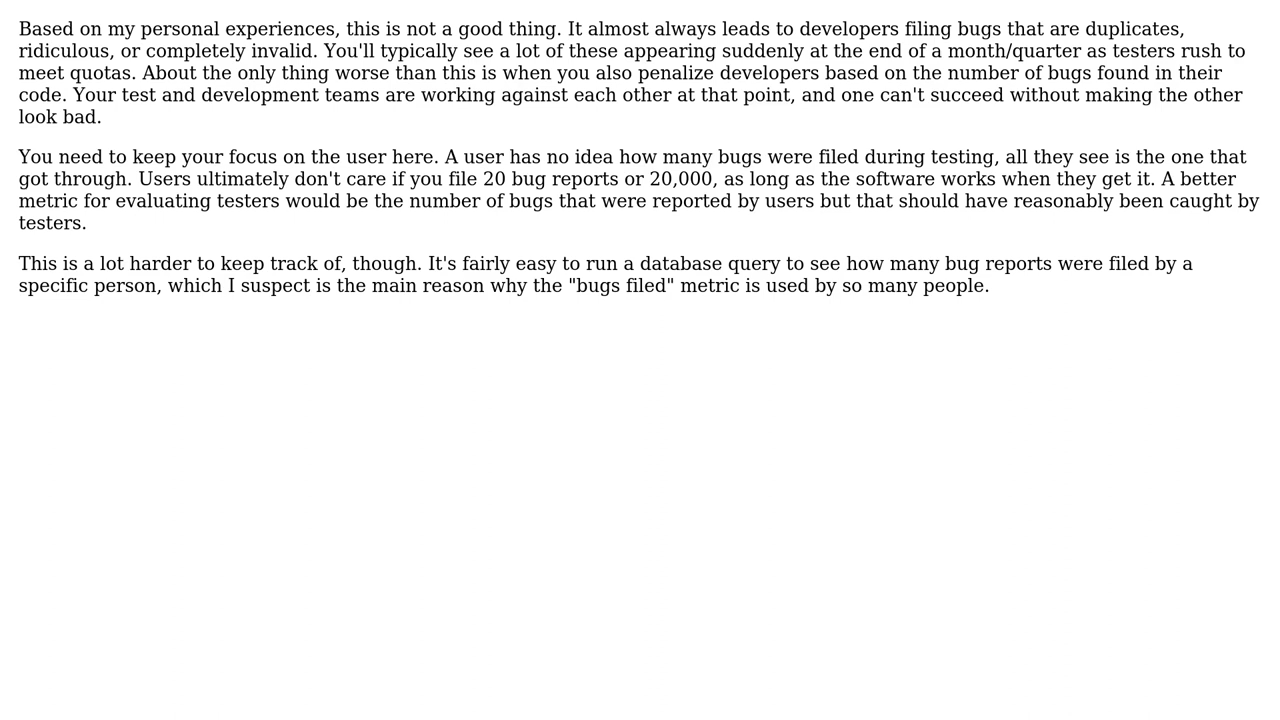 Based on my personal experiences, this is not a good thing. It almost always leads to developers filing bugs that are duplicates,
ridiculous, or completely invalid. You'll typically see a lot of these appearing suddenly at the end of a month/quarter as testers rush to
meet quotas. About the only thing worse than this is when you also penalize developers based on the number of bugs found in their
code. Your test and development teams are working against each other at that point, and one can't succeed without making the other
look bad.
You need to keep your focus on the user here. A user has no idea how many bugs were filed during testing, all they see is the one that
got through. Users ultimately don't care if you file 20 bug reports or 20,000, as long as the software works when they get it. A better
metric for evaluating testers would be the number of bugs that were reported by users but that should have reasonably been caught by
testers.
This is a lot harder to keep track of, though. It's fairly easy to run a database query to see how many bug reports were filed by a
specific person, which I suspect is the main reason why the "bugs filed" metric is used by so many people.